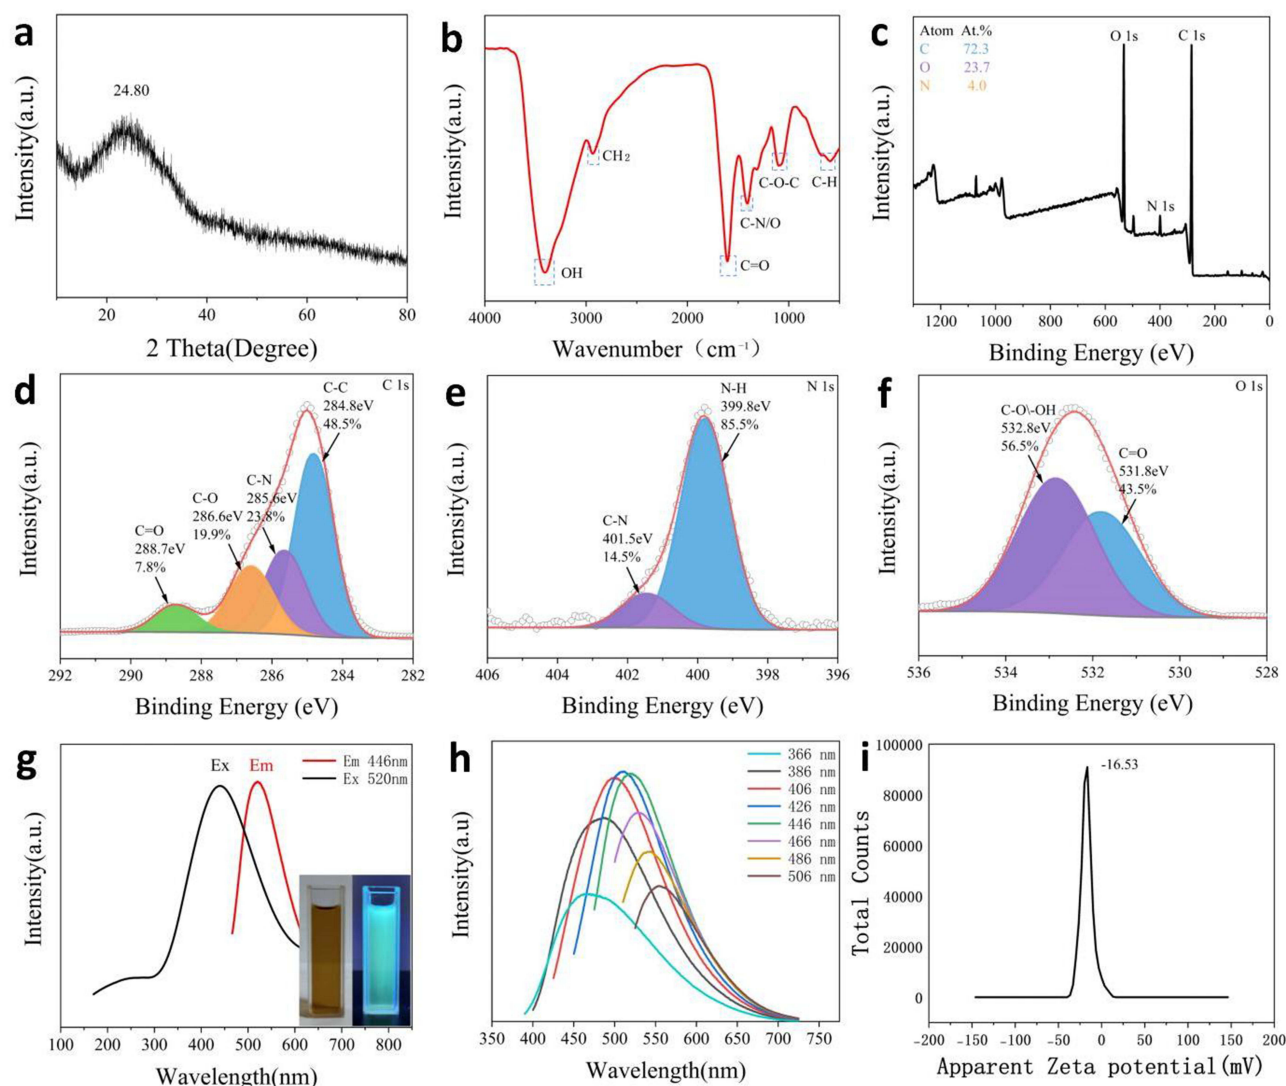 a
24.80
Intensity(a.u.)
20 40 60 80
2 Theta(Degree)
b
CH2
C-O-C
C-H
C-N/O
C=O
OH
Intensity(a.u.)
4000 3000 2000 1000
Wavenumber（cm⁻¹）
c
Atom At.%
C 72.3
O 23.7
N 4.0
O 1s
C 1s
N 1s
Intensity(a.u.)
1200 1000 800 600 400 200 0
Binding Energy (eV)
d
C 1s
C-C
284.8eV
48.5%
C-N
285.6eV
23.8%
C-O
286.6eV
19.9%
C=O
288.7eV
7.8%
Intensity(a.u.)
292 290 288 286 284 282
Binding Energy (eV)
e
N 1s
N-H
399.8eV
85.5%
C-N
401.5eV
14.5%
Intensity(a.u.)
406 404 402 400 398 396
Binding Energy (eV)
f
O 1s
C-O\-OH
532.8eV
56.5%
C=O
531.8eV
43.5%
Intensity(a.u.)
536 534 532 530 528
Binding Energy (eV)
g
Ex
Em
Em 446nm
Ex 520nm
Intensity(a.u.)
100 200 300 400 500 600 700 800
Wavelength(nm)
h
366 nm
386 nm
406 nm
426 nm
446 nm
466 nm
486 nm
506 nm
Intensity(a.u)
350 400 450 500 550 600 650 700 750
Wavelength(nm)
i
-16.53
Total Counts
100000
80000
60000
40000
20000
0
-200 -150 -100 -50 0 50 100 150 200
Apparent Zeta potential(mV)